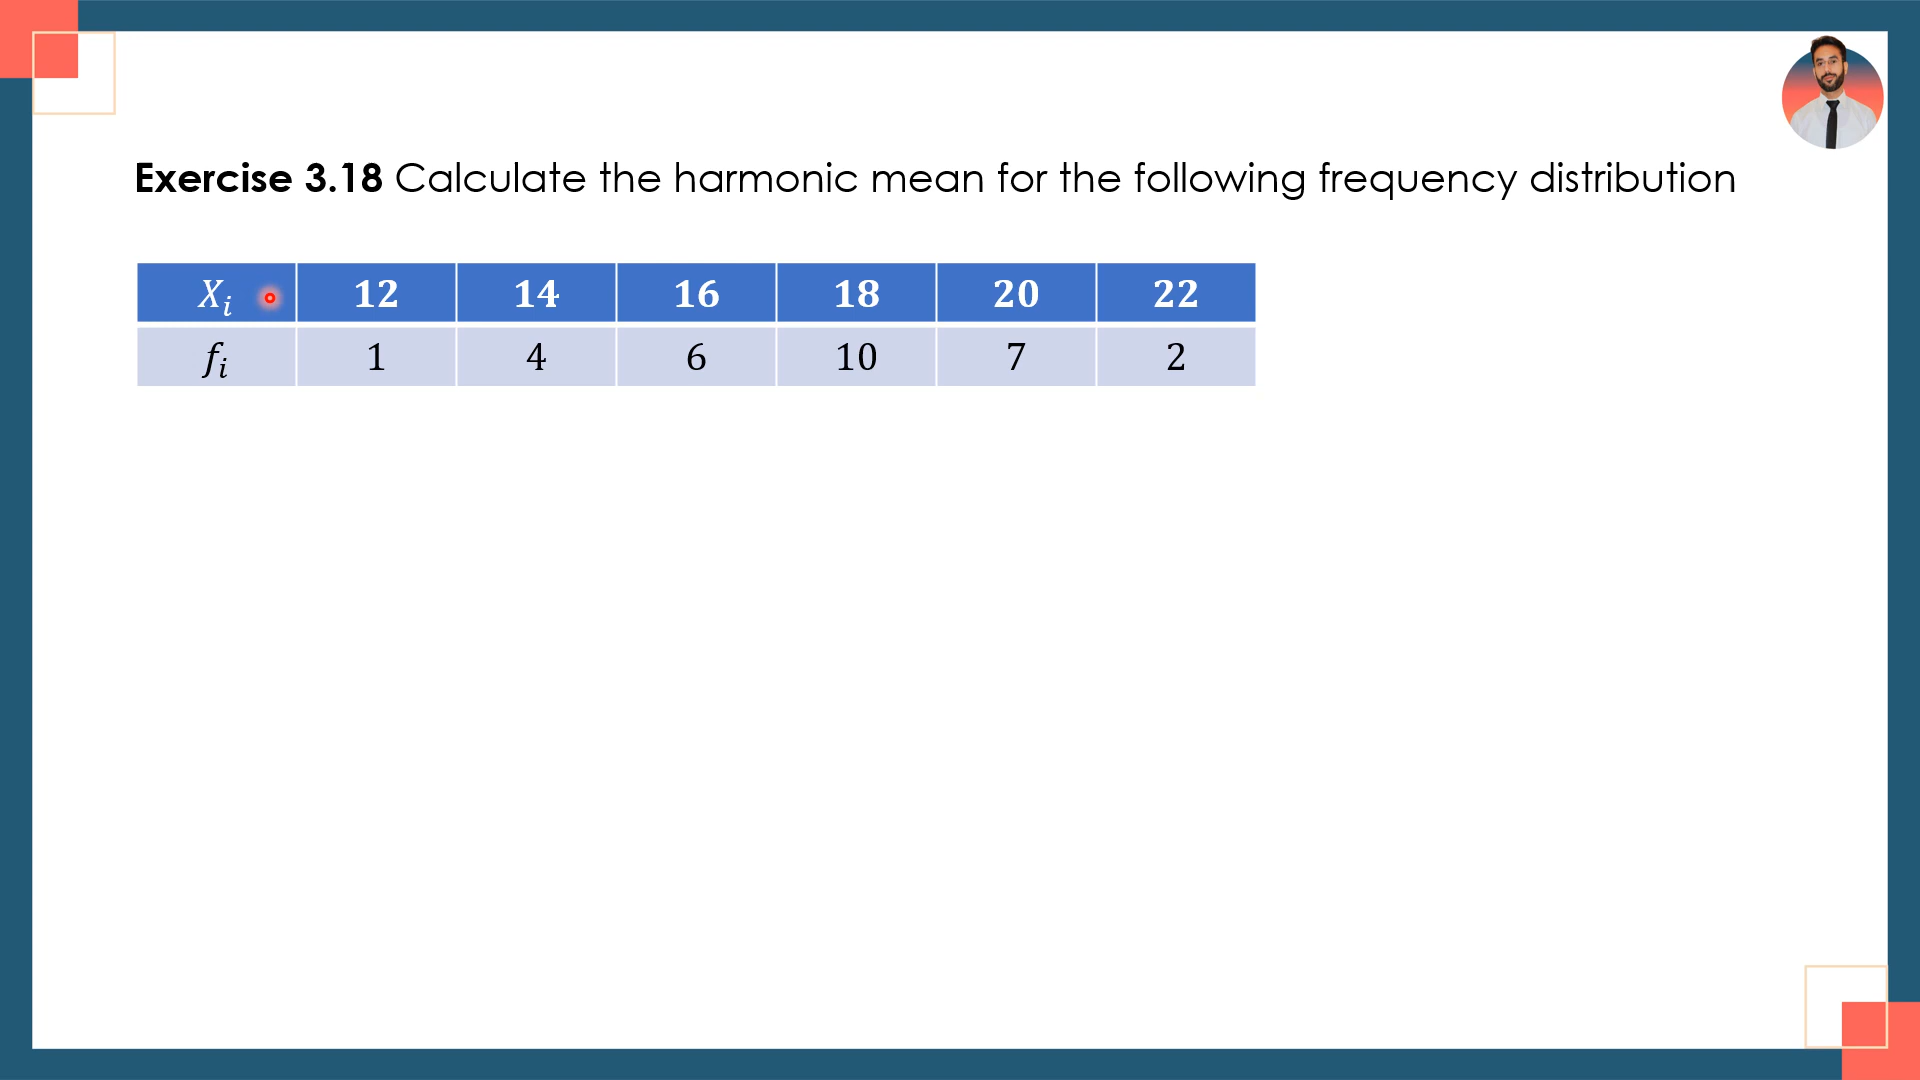 Exercise 3.18 Calculate the harmonic mean for the following frequency distribution
Xi 12 14 16 18 20 22
fi 1 4 6 10 7 2